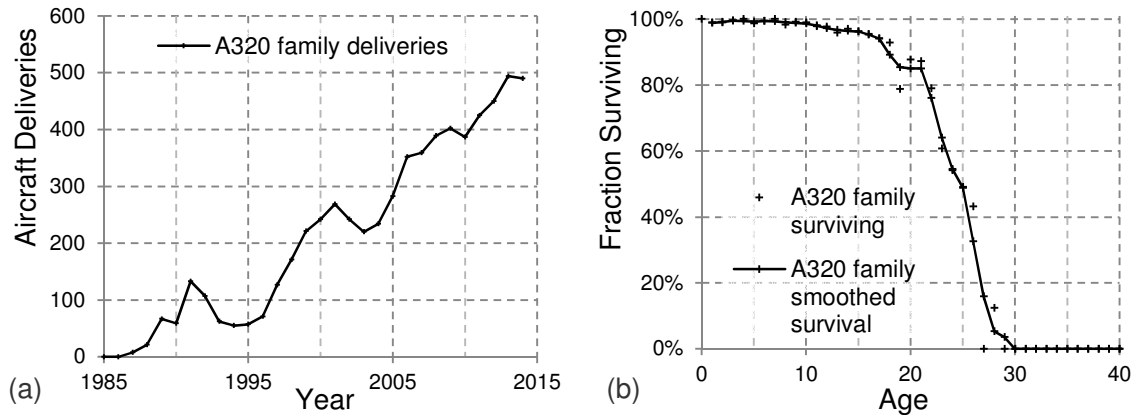 600
500
400
300
200
100
0
Aircraft Deliveries
A320 family deliveries
1985
1995
2005
2015
Year
(a)
100%
80%
60%
40%
20%
0%
Fraction Surviving
A320 family
surviving
A320 family
smoothed
survival
0
10
20
30
40
Age
(b)